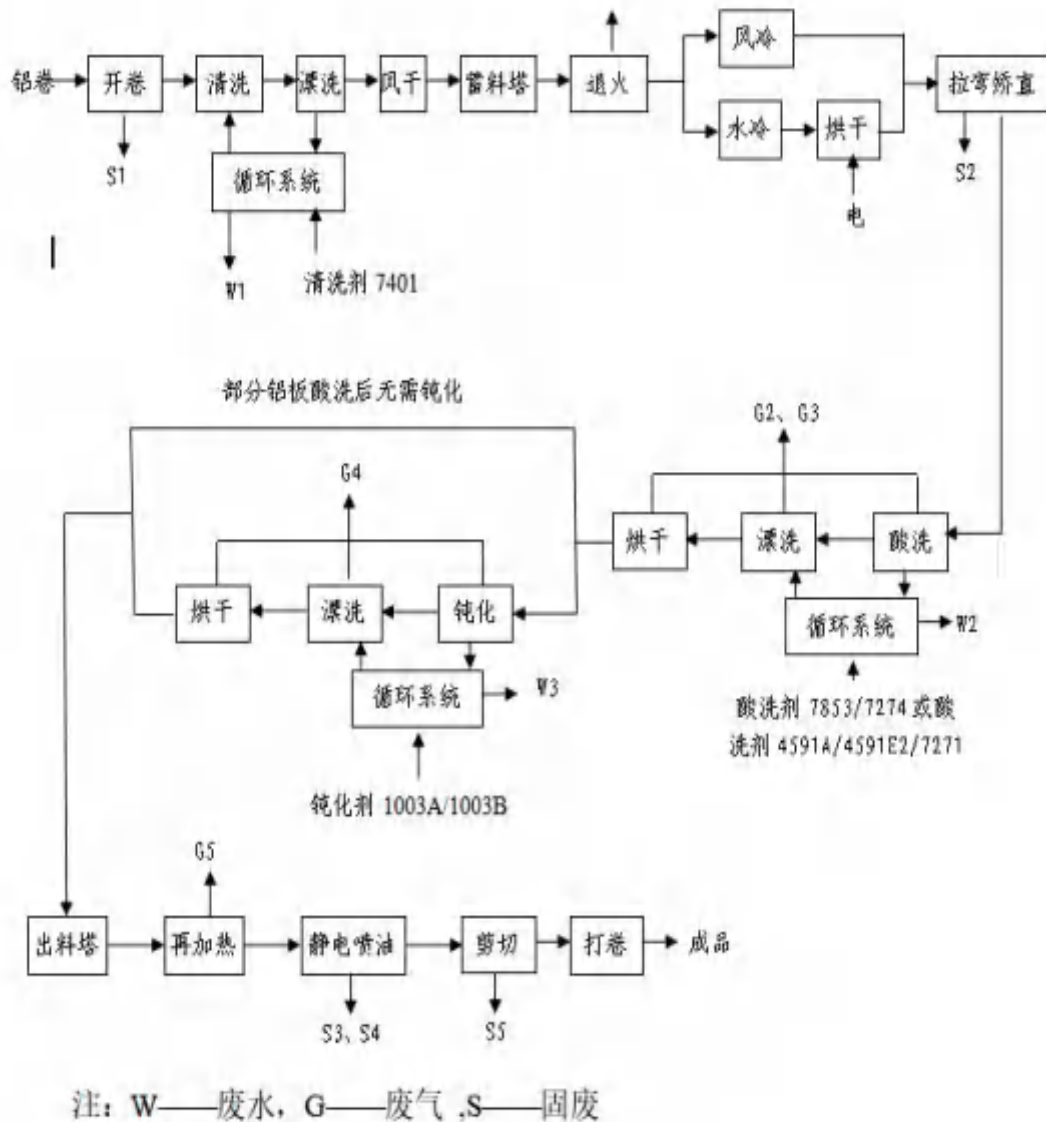 铝卷
开卷
清洗
漂洗
风干
蓄料塔
退火
风冷
水冷
烘干
拉弯矫直
S1
循环系统
电
S2
W1
清洗剂 7401
部分铝板酸洗后无需钝化
G2、G3
G4
烘干
漂洗
酸洗
烘干
漂洗
钝化
循环系统
W2
循环系统
W3
酸洗剂 7853/7274 或酸
洗剂 4591A/4591E2/7271
钝化剂 1003A/1003B
G5
出料塔
再加热
静电喷油
剪切
打卷
成品
S3、S4
S5
注：W——废水，G——废气 ,S——固废